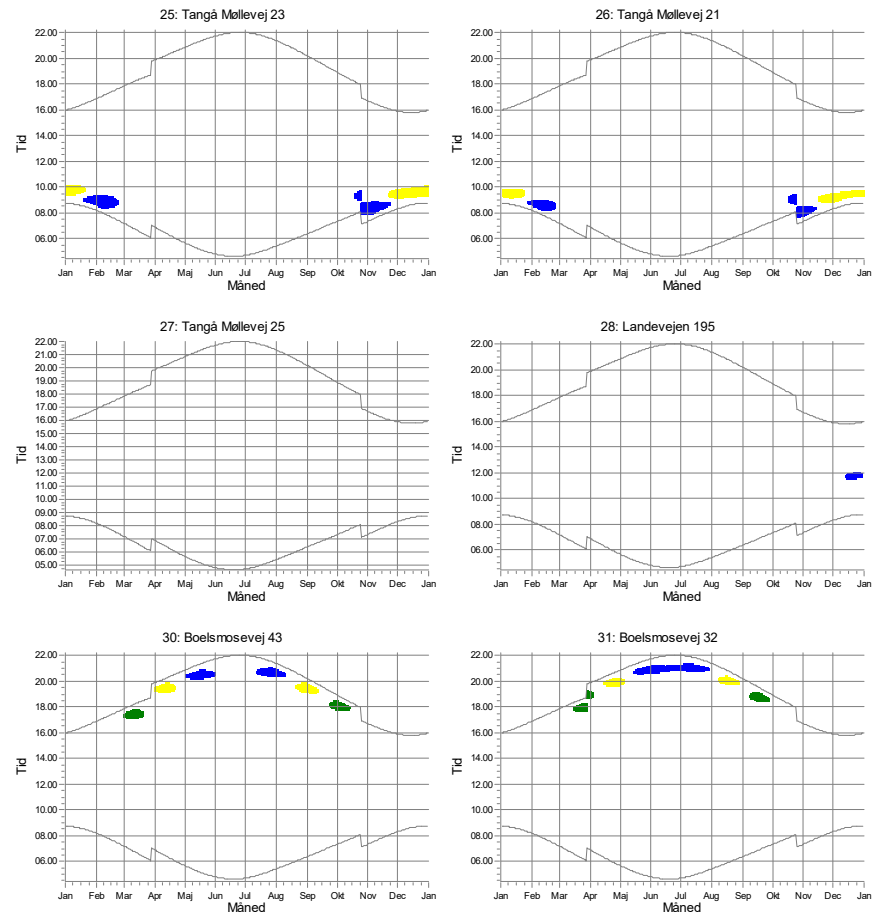 25: Tangå Møllevej 23
22.00
20.00
18.00
16.00
14.00
12.00
10.00
08.00
06.00
Tid
Jan Feb Mar Apr Maj Jun Jul Aug Sep Okt Nov Dec Jan
Måned
26: Tangå Møllevej 21
22.00
20.00
18.00
16.00
14.00
12.00
10.00
08.00
06.00
Tid
Jan Feb Mar Apr Maj Jun Jul Aug Sep Okt Nov Dec Jan
Måned
27: Tangå Møllevej 25
22.00
21.00
20.00
19.00
18.00
17.00
16.00
15.00
14.00
13.00
12.00
11.00
10.00
09.00
08.00
07.00
06.00
05.00
Tid
Jan Feb Mar Apr Maj Jun Jul Aug Sep Okt Nov Dec Jan
Måned
28: Landevejen 195
22.00
20.00
18.00
16.00
14.00
12.00
10.00
08.00
06.00
Tid
Jan Feb Mar Apr Maj Jun Jul Aug Sep Okt Nov Dec Jan
Måned
30: Boelsmosevej 43
22.00
20.00
18.00
16.00
14.00
12.00
10.00
08.00
06.00
Tid
Jan Feb Mar Apr Maj Jun Jul Aug Sep Okt Nov Dec Jan
Måned
31: Boelsmosevej 32
22.00
20.00
18.00
16.00
14.00
12.00
10.00
08.00
06.00
Tid
Jan Feb Mar Apr Maj Jun Jul Aug Sep Okt Nov Dec Jan
Måned